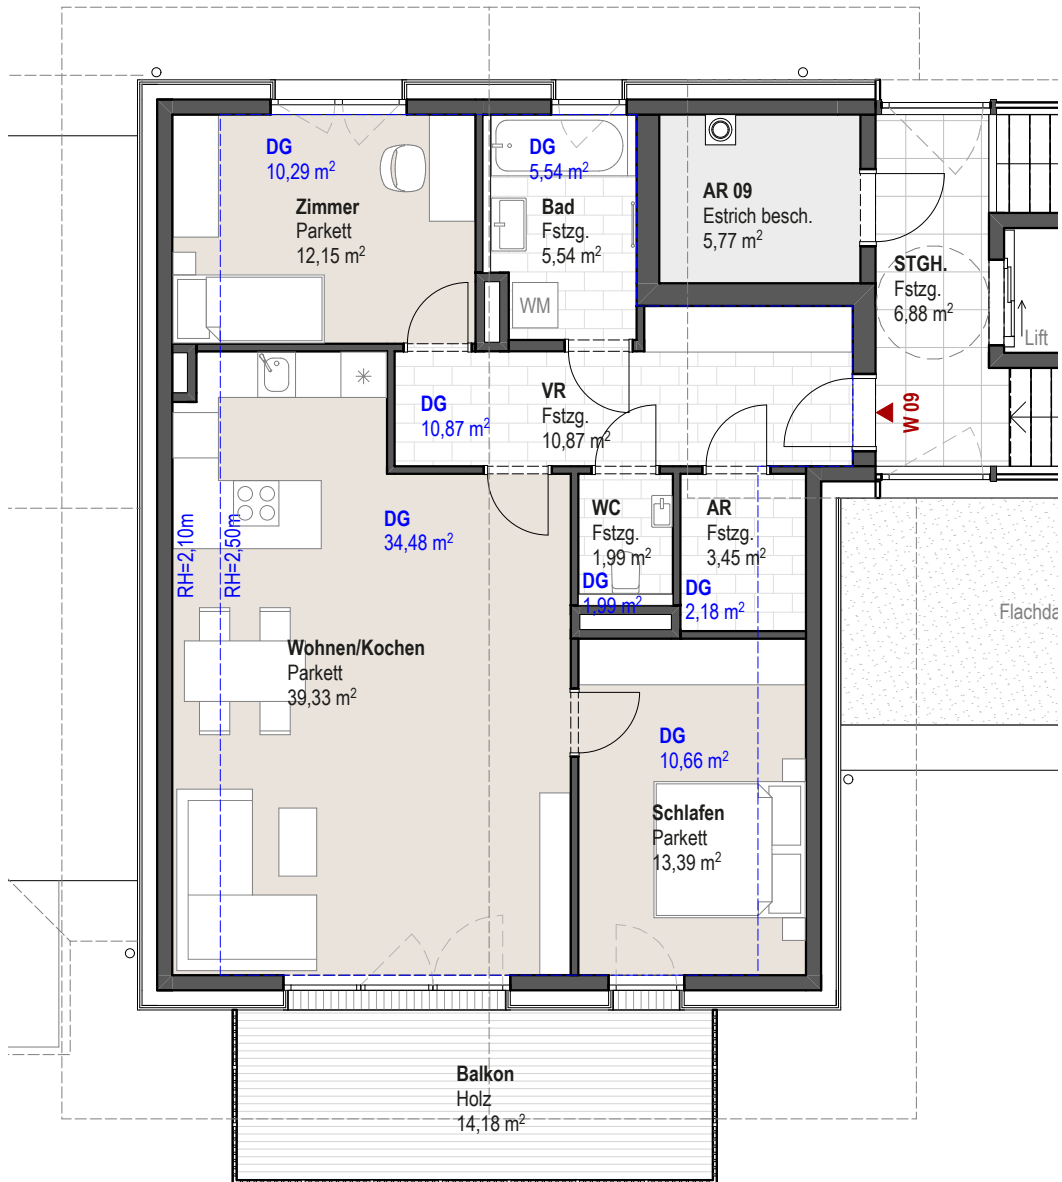 DG
10,29 m²
Zimmer
Parkett
12,15 m²
DG
5,54 m²
Bad
Fstzg.
5,54 m²
WM
AR 09
Estrich besch.
5,77 m²
STGH.
Fstzg.
6,88 m²
Lift
DG
10,87 m²
VR
Fstzg.
10,87 m²
W 09
RH=2,10m
RH=2,50m
DG
34,48 m²
WC
Fstzg.
1,99 m²
DG
1,99 m²
AR
Fstzg.
3,45 m²
DG
2,18 m²
Flachda
Wohnen/Kochen
Parkett
39,33 m²
DG
10,66 m²
Schlafen
Parkett
13,39 m²
Balkon
Holz
14,18 m²